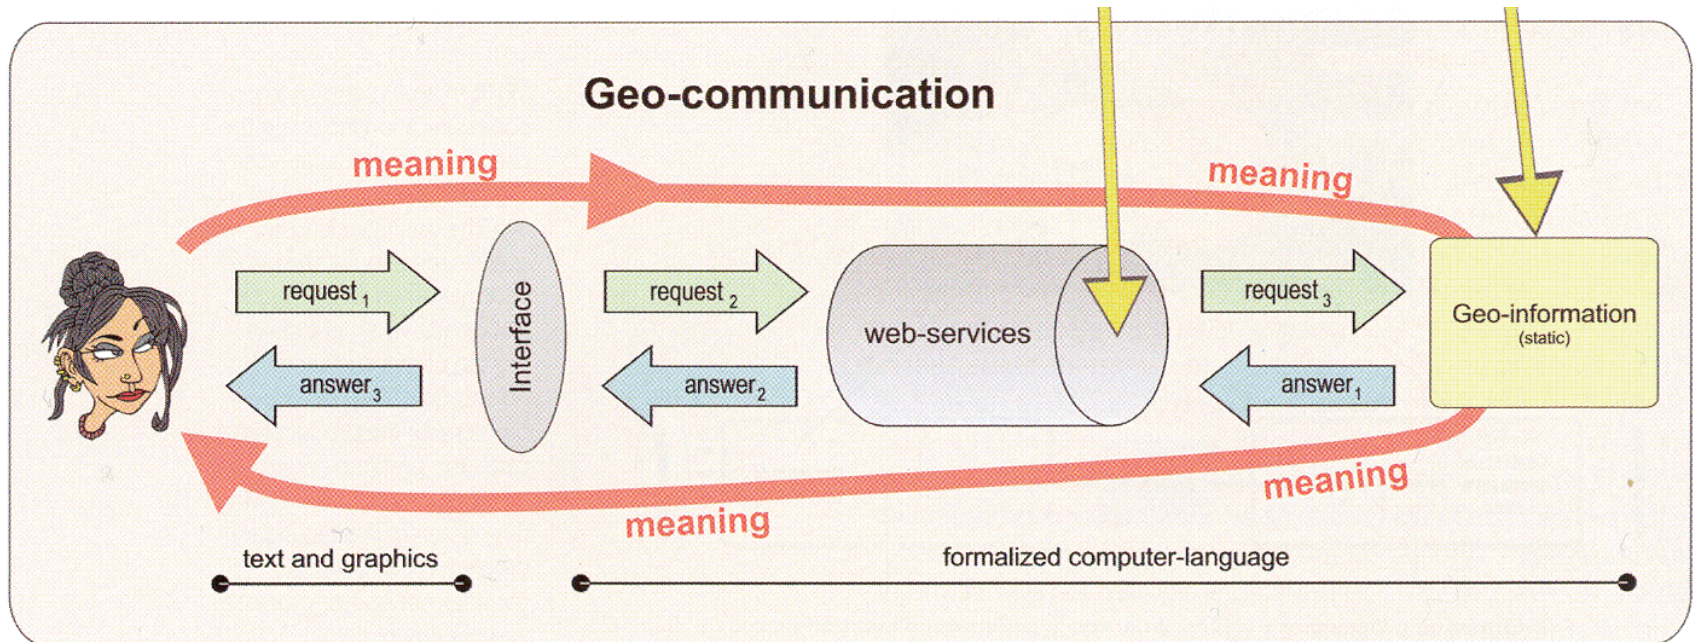 Geo-communication
meaning
meaning
request1
Interface
request2
web-services
request3
Geo-information
(static)
answer3
answer2
answer1
meaning
meaning
text and graphics
formalized computer-language